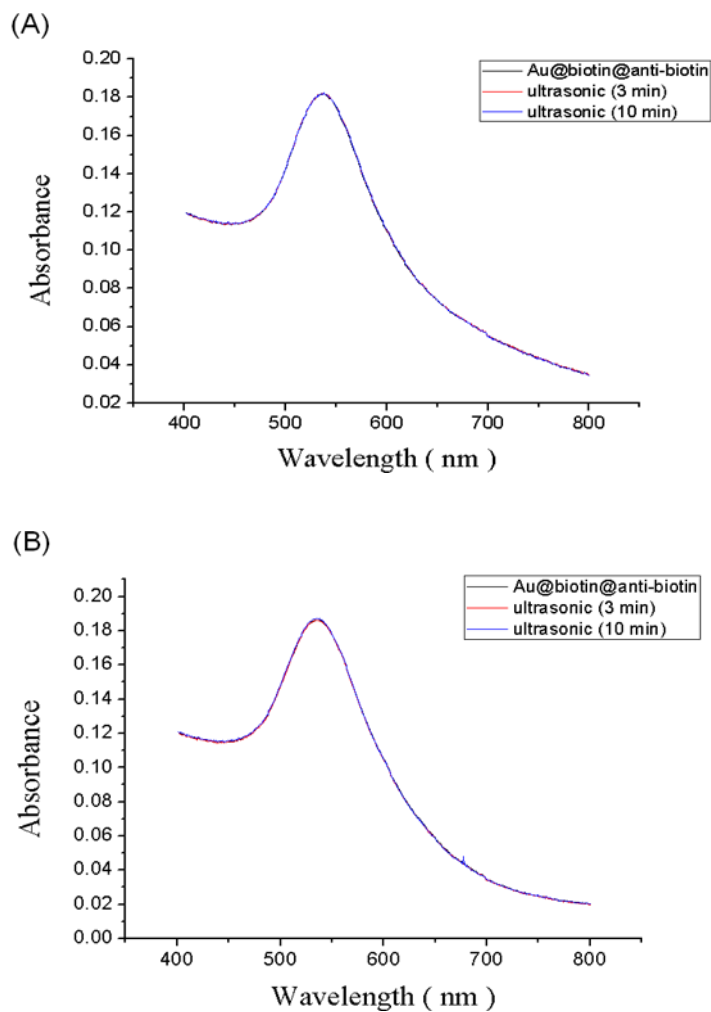 (A)
0.20
0.18
0.16
0.14
0.12
0.10
0.08
0.06
0.04
0.02
Absorbance
Au@biotin@anti-biotin
ultrasonic (3 min)
ultrasonic (10 min)
400 500 600 700 800
Wavelength ( nm )
(B)
0.20
0.18
0.16
0.14
0.12
0.10
0.08
0.06
0.04
0.02
0.00
Absorbance
Au@biotin@anti-biotin
ultrasonic (3 min)
ultrasonic (10 min)
400 500 600 700 800
Wavelength ( nm )